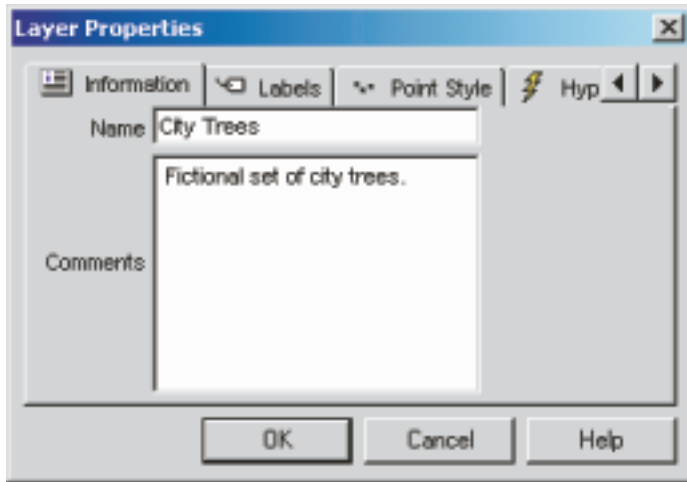 Layer Properties
Information Labels Point Style Hyp
Name City Trees
Comments Fictional set of city trees.
OK Cancel Help